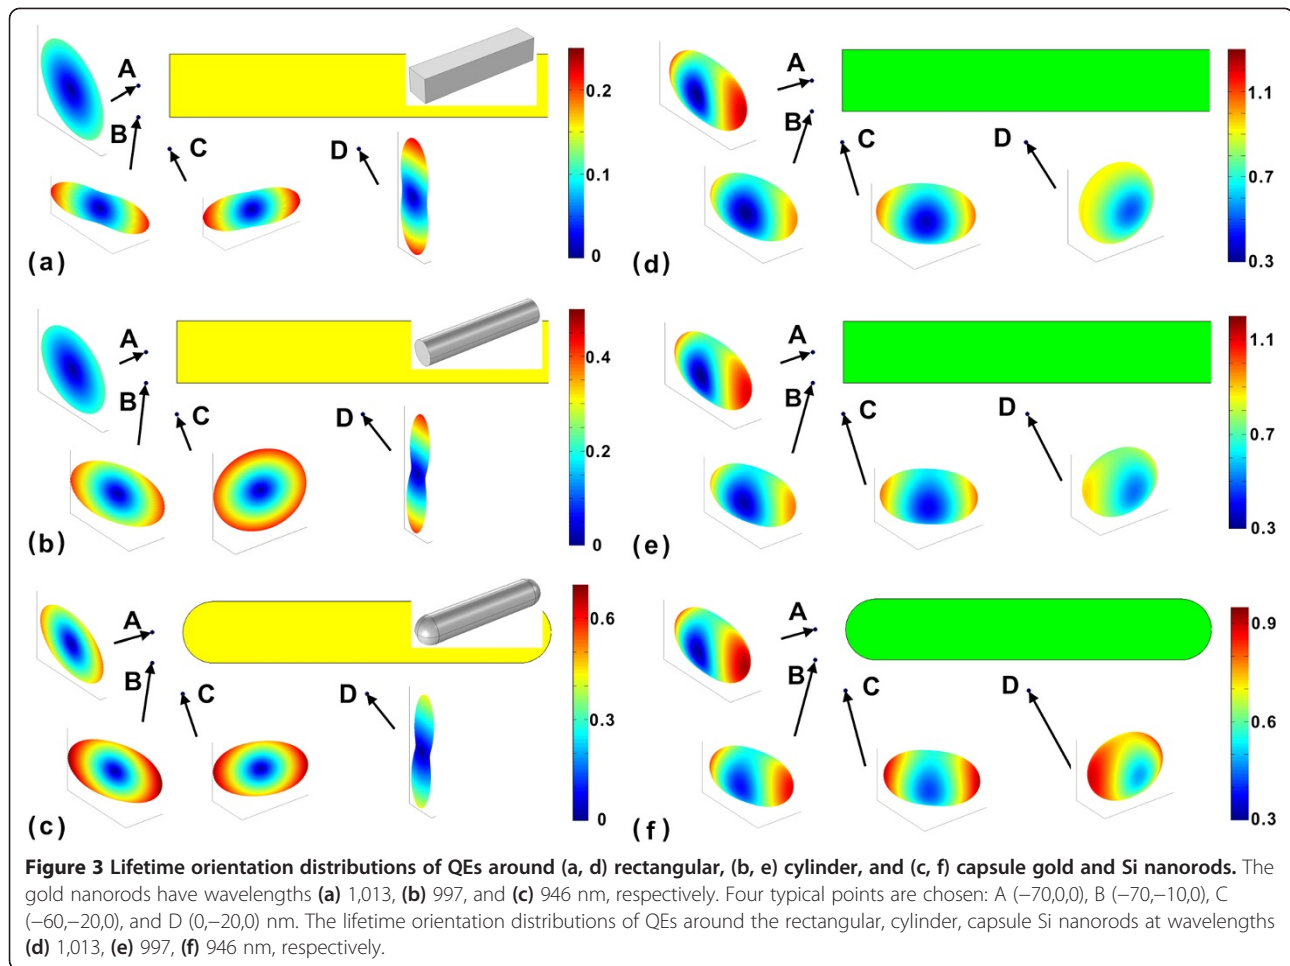 A
B
C
D
0.2
0.1
0
(a)
A
B
C
D
1.1
0.7
0.3
(d)
A
B
C
D
0.4
0.2
0
(b)
A
B
C
D
1.1
0.7
0.3
(e)
A
B
C
D
0.6
0.3
0
(c)
A
B
C
D
0.9
0.6
0.3
(f)
Figure 3 Lifetime orientation distributions of QEs around (a, d) rectangular, (b, e) cylinder, and (c, f) capsule gold and Si nanorods. The
gold nanorods have wavelengths (a) 1,013, (b) 997, and (c) 946 nm, respectively. Four typical points are chosen: A (−70,0,0), B (−70,−10,0), C
(−60,−20,0), and D (0,−20,0) nm. The lifetime orientation distributions of QEs around the rectangular, cylinder, capsule Si nanorods at wavelengths
(d) 1,013, (e) 997, (f) 946 nm, respectively.